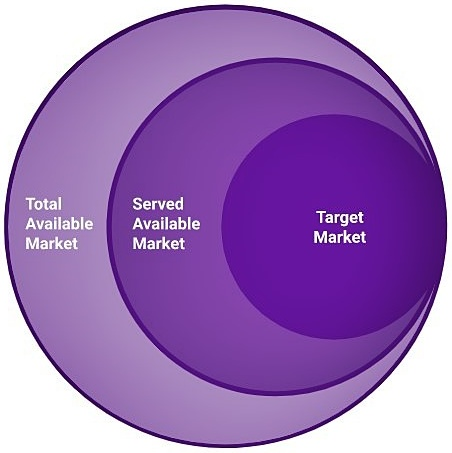 Total
Available
Market
Served
Available
Market
Target
Market